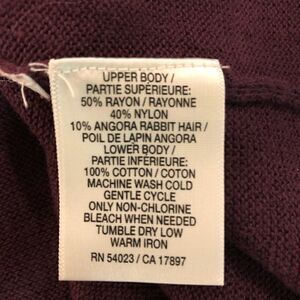 UPPER BODY /
PARTIE SUPÉRIEURE:
50% RAYON / RAYONNE
40% NYLON
10% ANGORA RABBIT HAIR /
POIL DE LAPIN ANGORA
LOWER BODY /
PARTIE INFÉRIEURE:
100% COTTON / COTON
MACHINE WASH COLD
GENTLE CYCLE
ONLY NON-CHLORINE
BLEACH WHEN NEEDED
TUMBLE DRY LOW
WARM IRON
RN 54023 / CA 17897